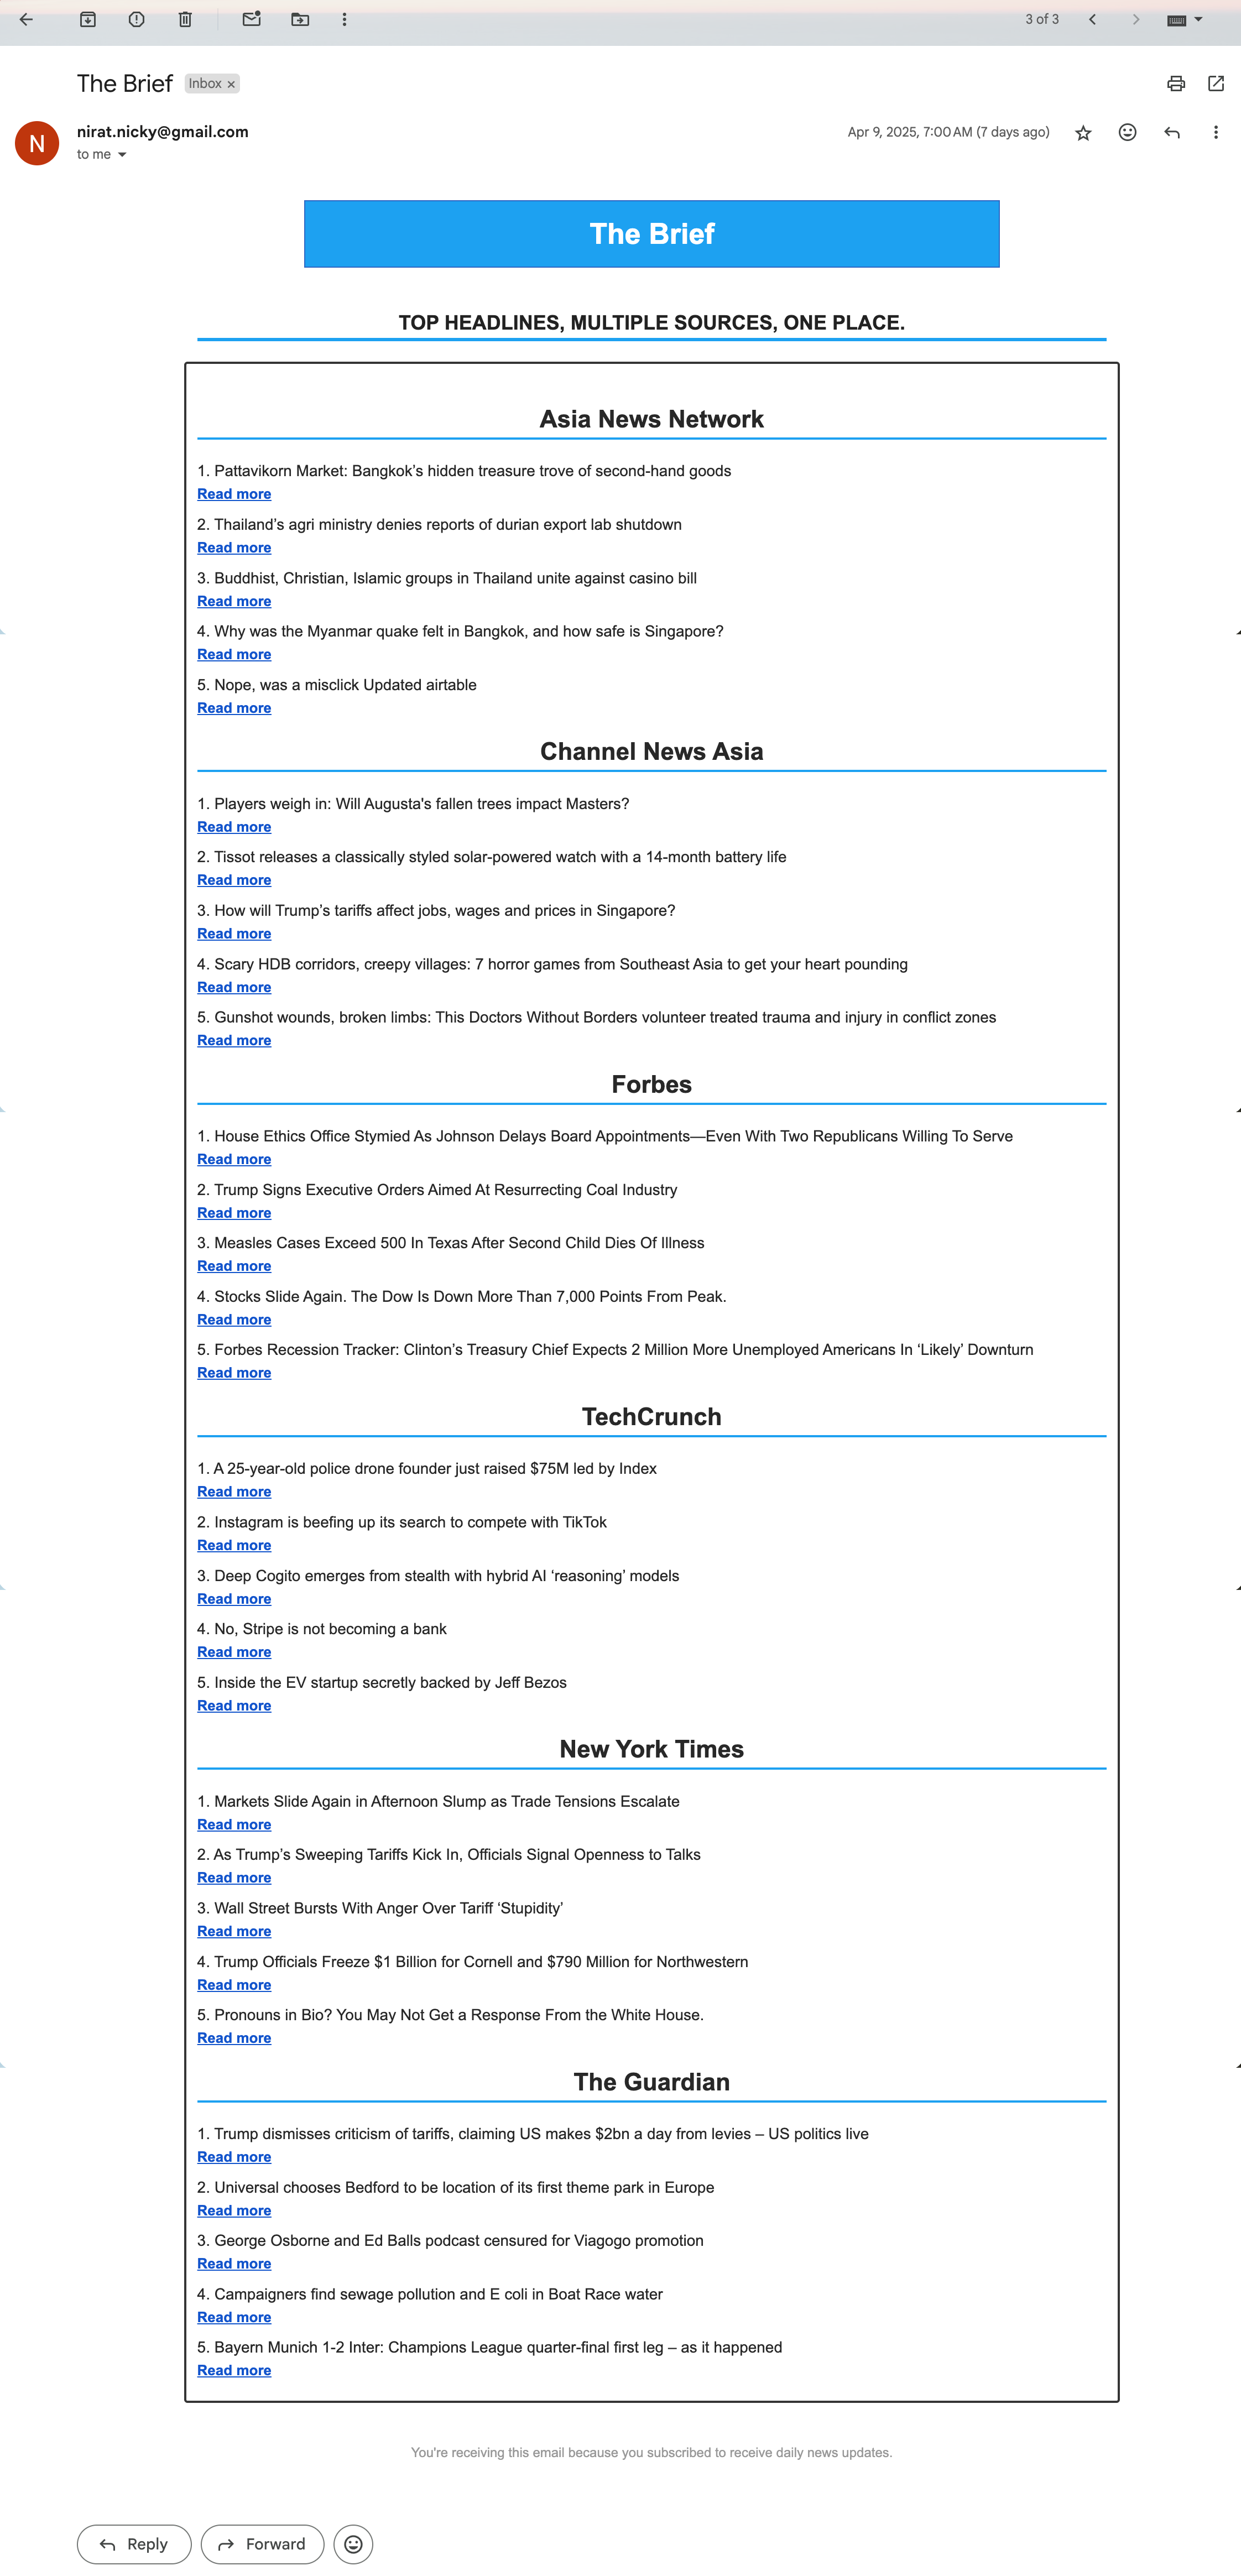 3 of 3
The Brief Inbox ×
nirat.nicky@gmail.com
Apr 9, 2025, 7:00 AM (7 days ago)
to me
N
The Brief
TOP HEADLINES, MULTIPLE SOURCES, ONE PLACE.
Asia News Network
1. Pattavikorn Market: Bangkok’s hidden treasure trove of second-hand goods
Read more
2. Thailand’s agri ministry denies reports of durian export lab shutdown
Read more
3. Buddhist, Christian, Islamic groups in Thailand unite against casino bill
Read more
4. Why was the Myanmar quake felt in Bangkok, and how safe is Singapore?
Read more
5. Nope, was a misclick Updated airtable
Read more
Channel News Asia
1. Players weigh in: Will Augusta's fallen trees impact Masters?
Read more
2. Tissot releases a classically styled solar-powered watch with a 14-month battery life
Read more
3. How will Trump’s tariffs affect jobs, wages and prices in Singapore?
Read more
4. Scary HDB corridors, creepy villages: 7 horror games from Southeast Asia to get your heart pounding
Read more
5. Gunshot wounds, broken limbs: This Doctors Without Borders volunteer treated trauma and injury in conflict zones
Read more
Forbes
1. House Ethics Office Stymied As Johnson Delays Board Appointments—Even With Two Republicans Willing To Serve
Read more
2. Trump Signs Executive Orders Aimed At Resurrecting Coal Industry
Read more
3. Measles Cases Exceed 500 In Texas After Second Child Dies Of Illness
Read more
4. Stocks Slide Again. The Dow Is Down More Than 7,000 Points From Peak.
Read more
5. Forbes Recession Tracker: Clinton’s Treasury Chief Expects 2 Million More Unemployed Americans In ‘Likely’ Downturn
Read more
TechCrunch
1. A 25-year-old police drone founder just raised $75M led by Index
Read more
2. Instagram is beefing up its search to compete with TikTok
Read more
3. Deep Cogito emerges from stealth with hybrid AI ‘reasoning’ models
Read more
4. No, Stripe is not becoming a bank
Read more
5. Inside the EV startup secretly backed by Jeff Bezos
Read more
New York Times
1. Markets Slide Again in Afternoon Slump as Trade Tensions Escalate
Read more
2. As Trump’s Sweeping Tariffs Kick In, Officials Signal Openness to Talks
Read more
3. Wall Street Bursts With Anger Over Tariff ‘Stupidity’
Read more
4. Trump Officials Freeze $1 Billion for Cornell and $790 Million for Northwestern
Read more
5. Pronouns in Bio? You May Not Get a Response From the White House.
Read more
The Guardian
1. Trump dismisses criticism of tariffs, claiming US makes $2bn a day from levies – US politics live
Read more
2. Universal chooses Bedford to be location of its first theme park in Europe
Read more
3. George Osborne and Ed Balls podcast censured for Viagogo promotion
Read more
4. Campaigners find sewage pollution and E coli in Boat Race water
Read more
5. Bayern Munich 1-2 Inter: Champions League quarter-final first leg – as it happened
Read more
You're receiving this email because you subscribed to receive daily news updates.
Reply
Forward